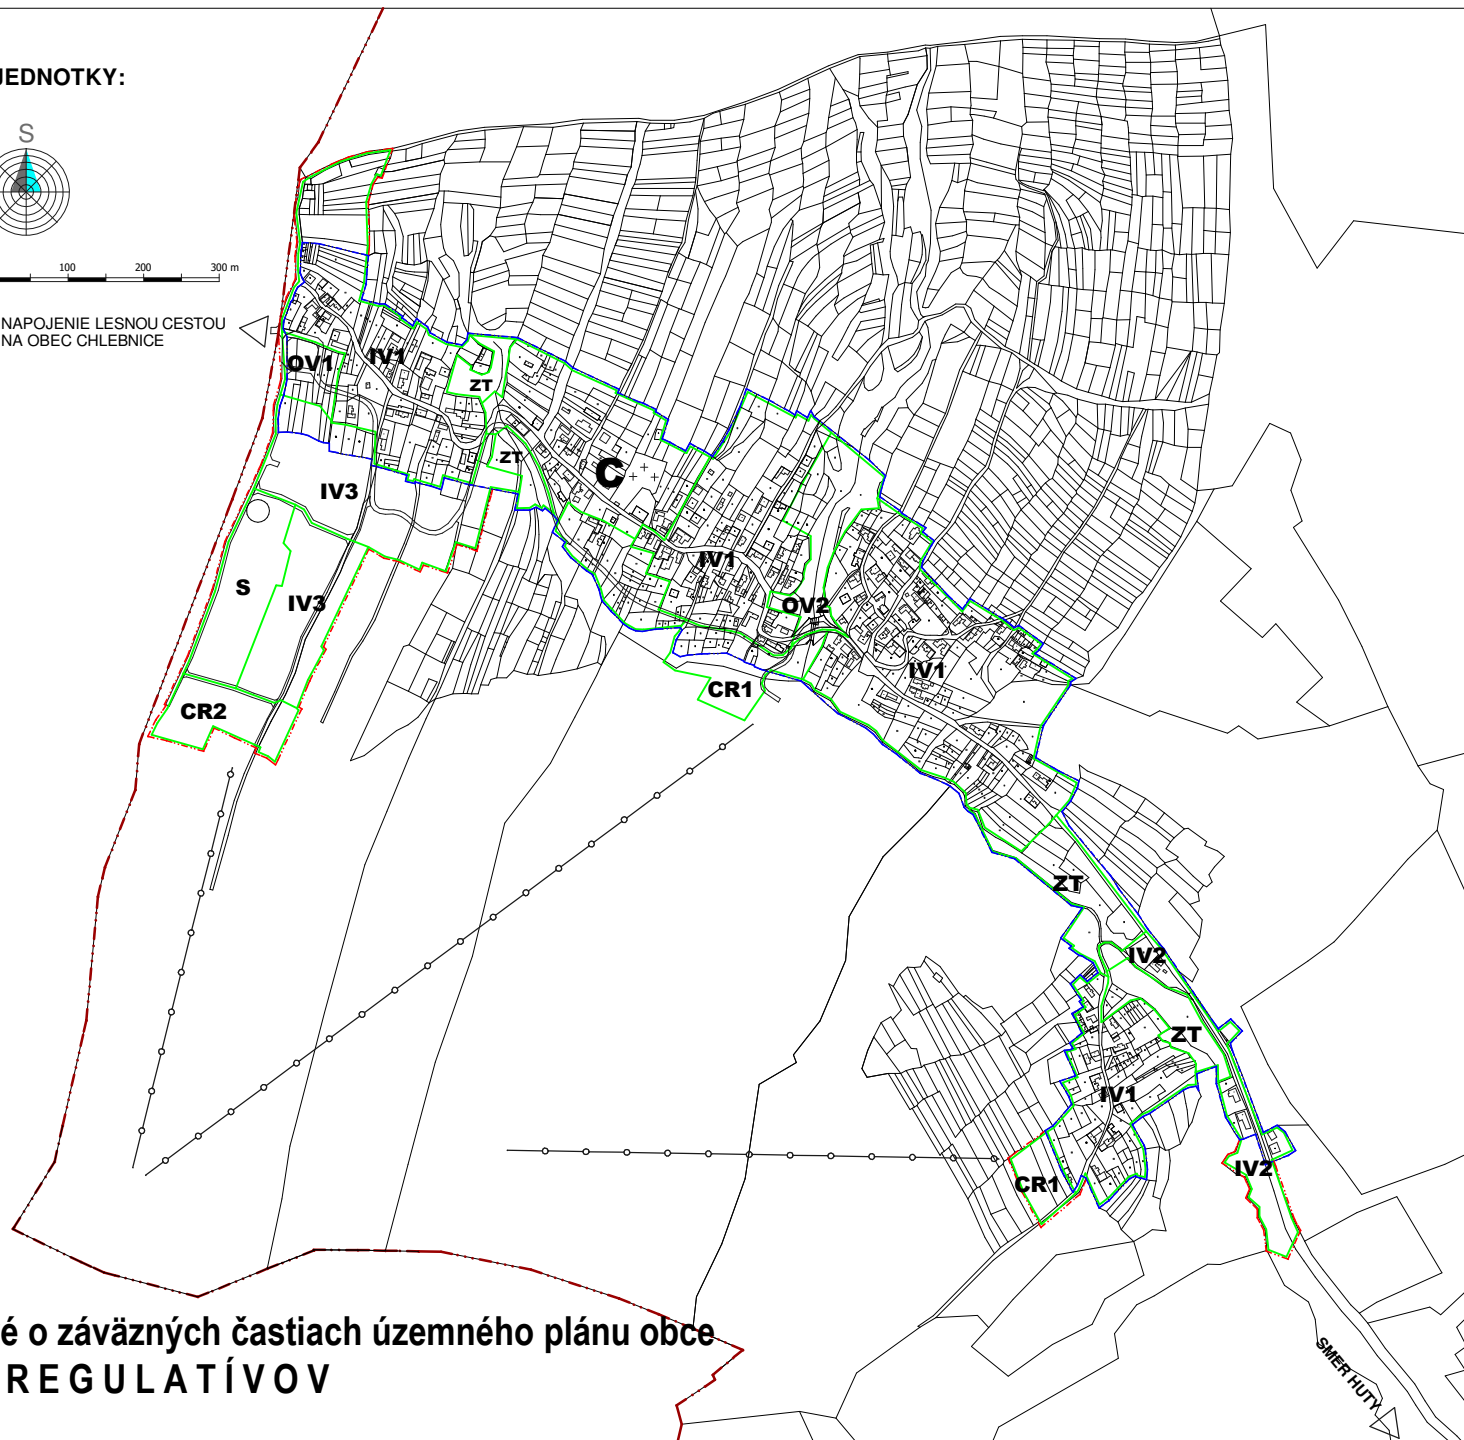 JEDNOTKY:
S
100 200 300 m
NAPOJENIE LESNOU CESTOU
NA OBEC CHLEBNICE
OV1
IV1
ZT
ZT
C
IV3
IV1
S
IV3
OV2
IV1
CR1
CR2
ZT
IV2
ZT
IV1
IV2
CR1
é o záväzných častiach územného plánu obce
REGULATÍVOV
SMER HUTY